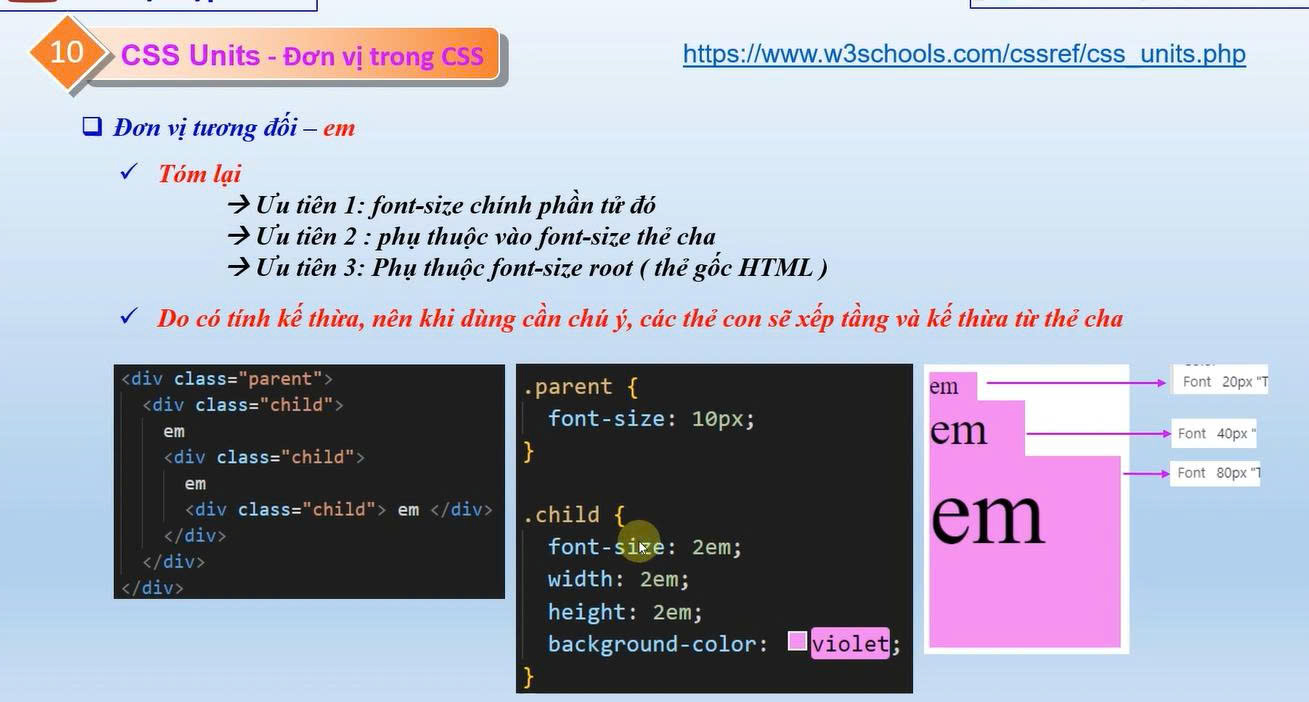 10
CSS Units - Đơn vị trong CSS
https://www.w3schools.com/cssref/css_units.php
Đơn vị tương đối – em
Tóm lại
Ưu tiên 1: font-size chính phần tử đó
Ưu tiên 2 : phụ thuộc vào font-size thẻ cha
Ưu tiên 3: Phụ thuộc font-size root ( thẻ gốc HTML )
Do có tính kế thừa, nên khi dùng cần chú ý, các thẻ con sẽ xếp tầng và kế thừa từ thẻ cha
<div class="parent">
<div class="child">
em
<div class="child">
em
<div class="child"> em </div>
</div>
</div>
</div>
.parent {
font-size: 10px;
}
.child {
font-size: 2em;
width: 2em;
height: 2em;
background-color: violet;
}
em
em
em
Font 20px "T
Font 40px "
Font 80px "T